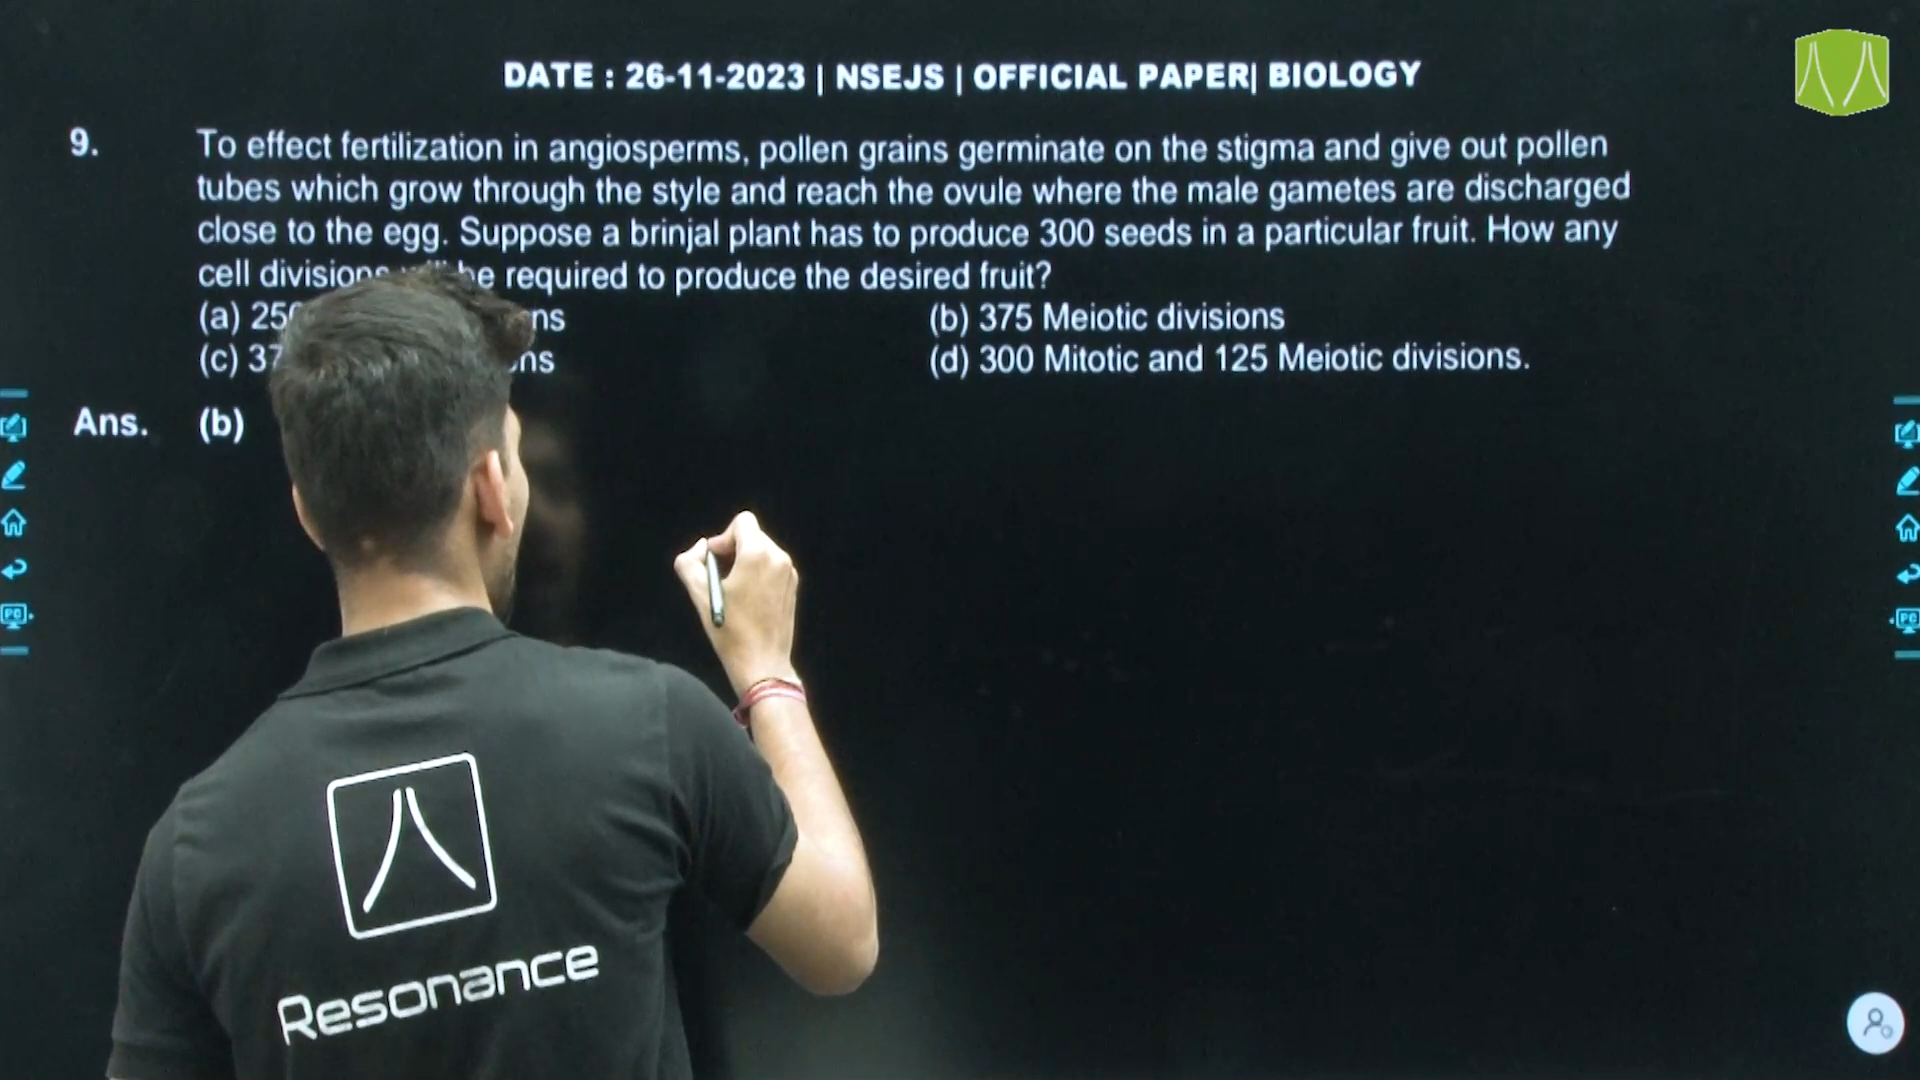 DATE : 26-11-2023 | NSEJS | OFFICIAL PAPER| BIOLOGY
9. To effect fertilization in angiosperms, pollen grains germinate on the stigma and give out pollen
tubes which grow through the style and reach the ovule where the male gametes are discharged
close to the egg. Suppose a brinjal plant has to produce 300 seeds in a particular fruit. How any
cell divisions be required to produce the desired fruit?
(a) (b) 375 Meiotic divisions
(c) (d) 300 Mitotic and 125 Meiotic divisions.
Ans. (b)
PC PC
Resonance